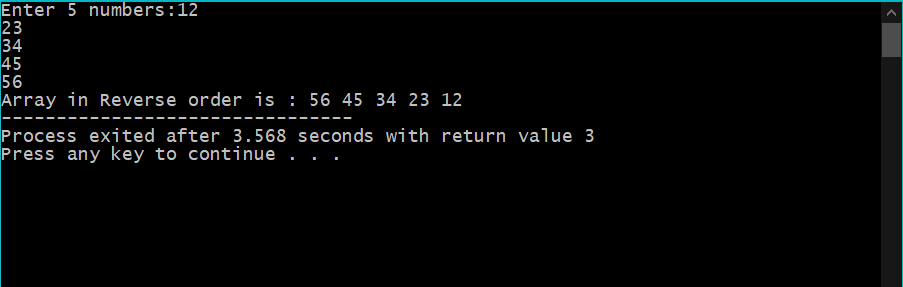 Enter 5 numbers:12
23
34
45
56
Array in Reverse order is : 56 45 34 23 12
--------------------------------
Process exited after 3.568 seconds with return value 3
Press any key to continue . . .